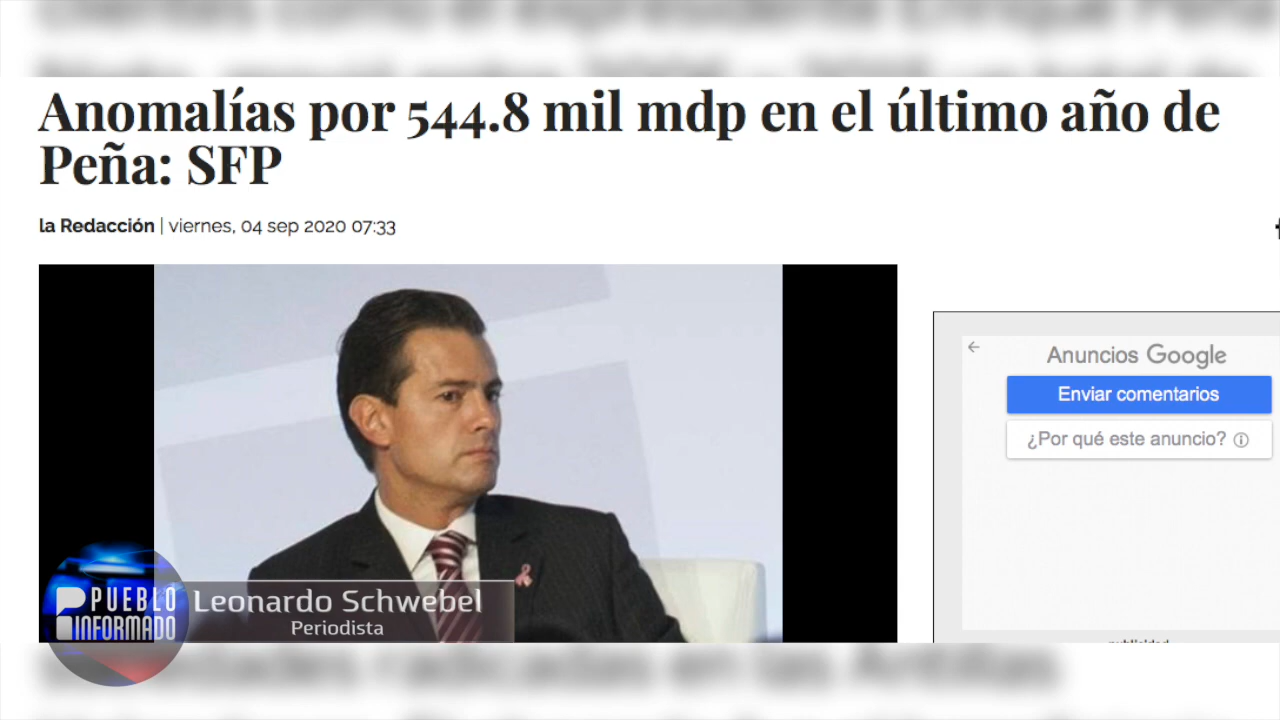 Anomalías por 544.8 mil mdp en el último año de
Peña: SFP
la Redacción | viernes, 04 sep 2020 07:33
Anuncios Google
Enviar comentarios
¿Por qué este anuncio?
PUEBLO
INFORMADO
Leonardo Schwebel
Periodista